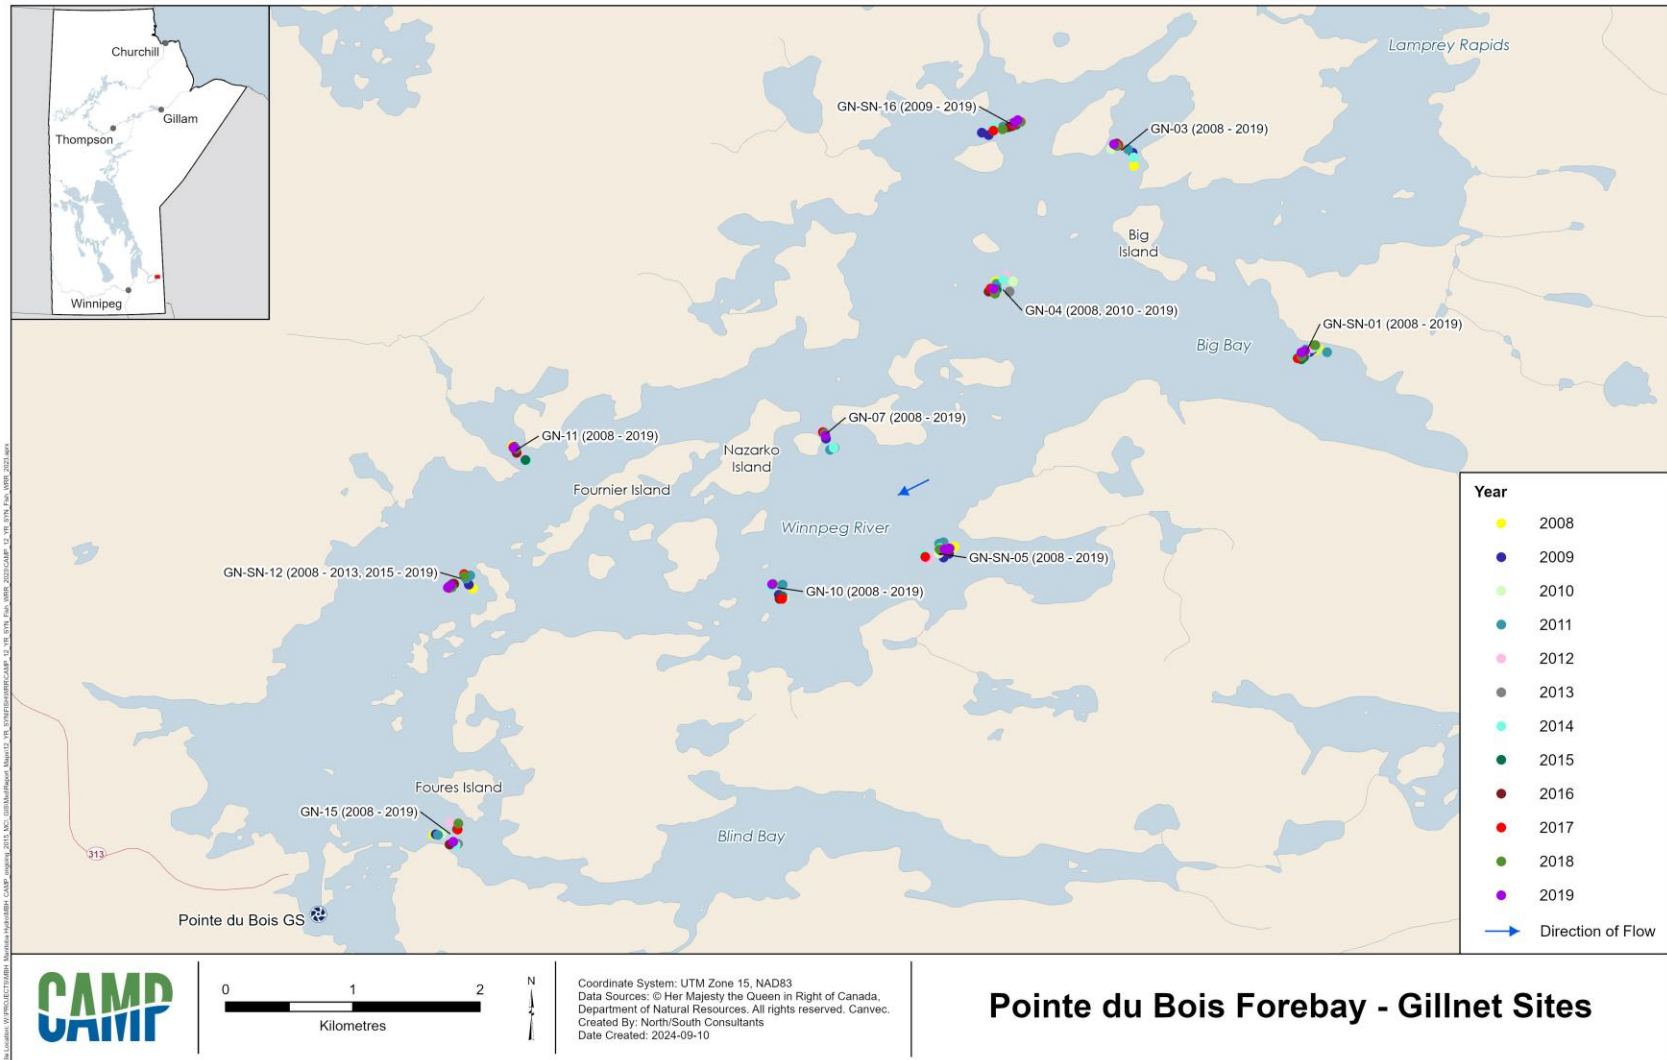 Churchill
Gillam
Thompson
Winnipeg
Lamprey Rapids
GN-SN-16 (2009 - 2019)
GN-03 (2008 - 2019)
Big
Island
GN-04 (2008, 2010 - 2019)
GN-SN-01 (2008 - 2019)
Big Bay
GN-07 (2008 - 2019)
GN-11 (2008 - 2019)
Nazarko
Island
Fournier Island
Winnpeg River
GN-SN-05 (2008 - 2019)
GN-SN-12 (2008 - 2013, 2015 - 2019)
GN-10 (2008 - 2019)
Foures Island
GN-15 (2008 - 2019)
Blind Bay
313
Pointe du Bois GS
Year
2008
2009
2010
2011
2012
2013
2014
2015
2016
2017
2018
2019
Direction of Flow
CAMP
0 1 2
Kilometres
N
Coordinate System: UTM Zone 15, NAD83
Data Sources: © Her Majesty the Queen in Right of Canada,
Department of Natural Resources. All rights reserved. Canvec.
Created By: North/South Consultants
Date Created: 2024-09-10
Pointe du Bois Forebay - Gillnet Sites